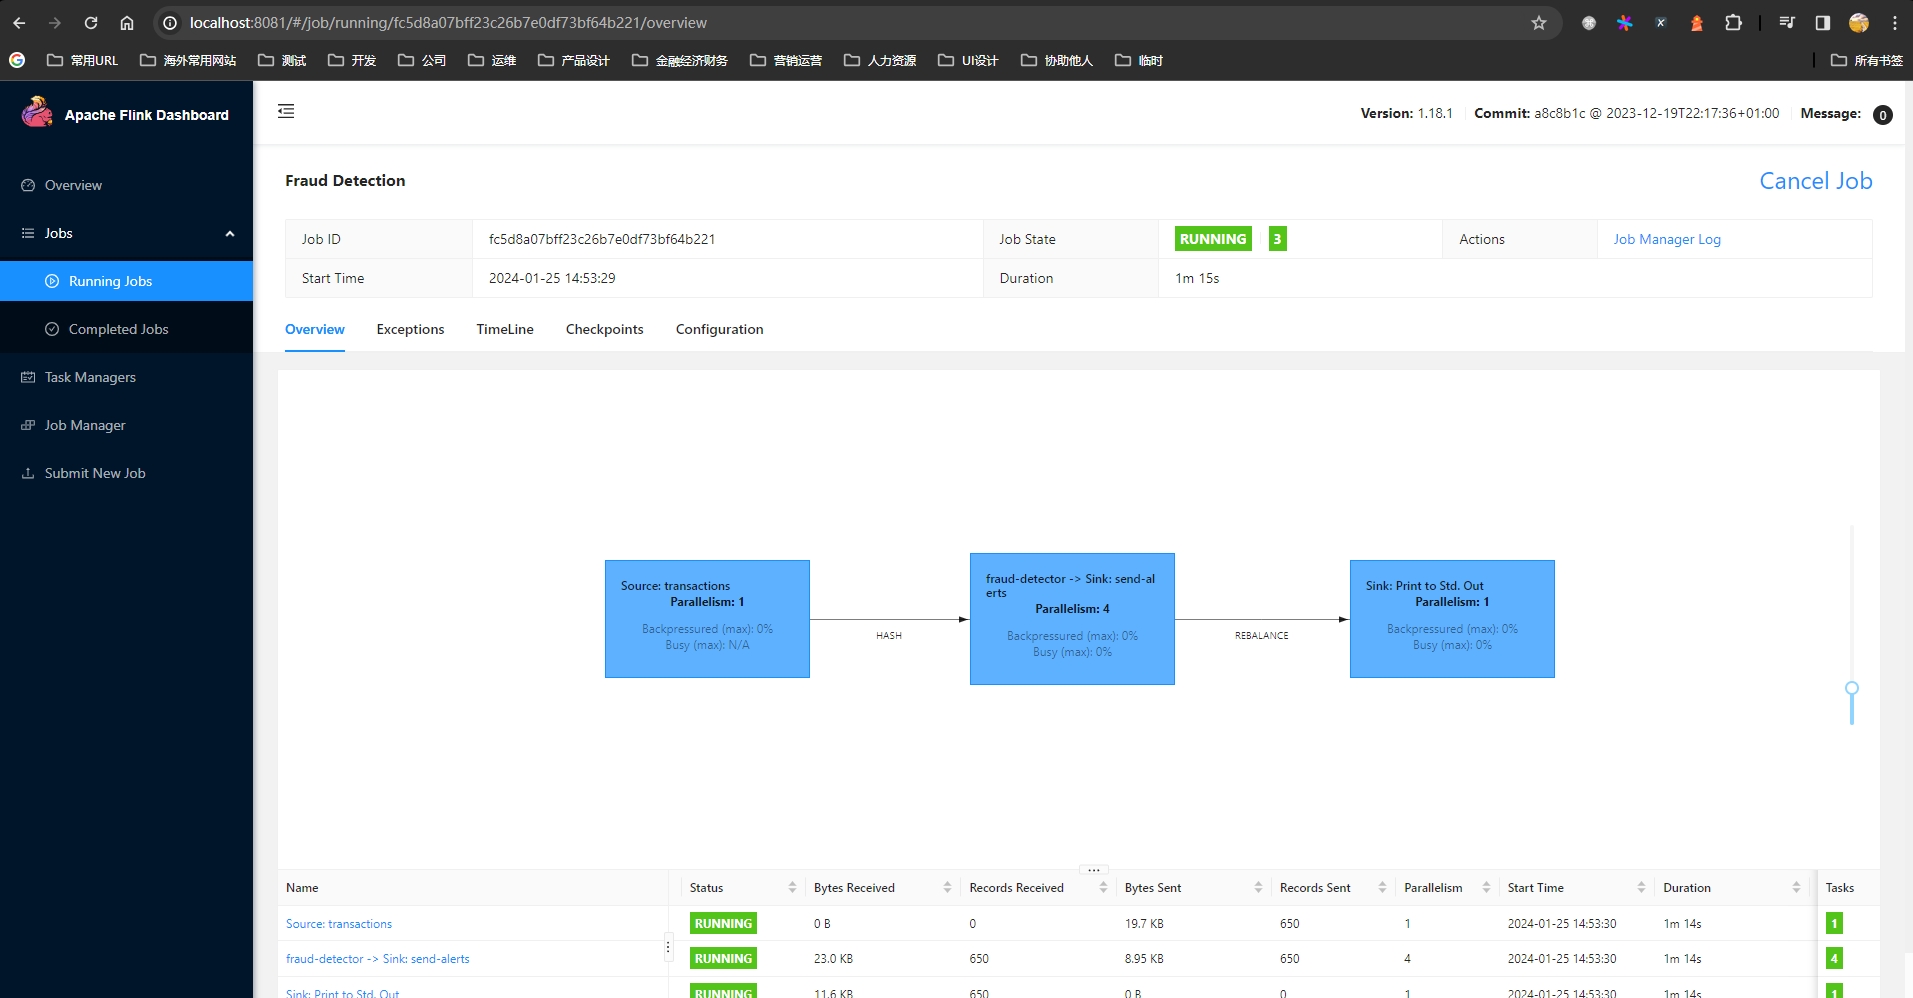 localhost:8081/#/job/running/fc5d8a07bff23c26b7e0df73bf64b221/overview
常用URL 海外常用网站 测试 开发 公司 运维 产品设计 金融经济财务 营销运营 人力资源 UI设计 协助他人 临时 所有书签
Apache Flink Dashboard
Version: 1.18.1 Commit: a8c8b1c @ 2023-12-19T22:17:36+01:00 Message: 0
Overview
Jobs
Running Jobs
Completed Jobs
Task Managers
Job Manager
Submit New Job
Fraud Detection Cancel Job
Job ID fc5d8a07bff23c26b7e0df73bf64b221 Job State RUNNING 3 Actions Job Manager Log
Start Time 2024-01-25 14:53:29 Duration 1m 15s
Overview Exceptions TimeLine Checkpoints Configuration
Source: transactions
Parallelism: 1
Backpressured (max): 0%
Busy (max): N/A
HASH
fraud-detector -> Sink: send-al
erts
Parallelism: 4
Backpressured (max): 0%
Busy (max): 0%
REBALANCE
Sink: Print to Std. Out
Parallelism: 1
Backpressured (max): 0%
Busy (max): 0%
Name Status Bytes Received Records Received Bytes Sent Records Sent Parallelism Start Time Duration Tasks
Source: transactions RUNNING 0 B 0 19.7 KB 650 1 2024-01-25 14:53:30 1m 14s 1
fraud-detector -> Sink: send-alerts RUNNING 23.0 KB 650 8.95 KB 650 4 2024-01-25 14:53:30 1m 14s 4
Sink: Print to Std. Out RUNNING 11.6 KB 650 0 B 0 1 2024-01-25 14:53:30 1m 14s 1